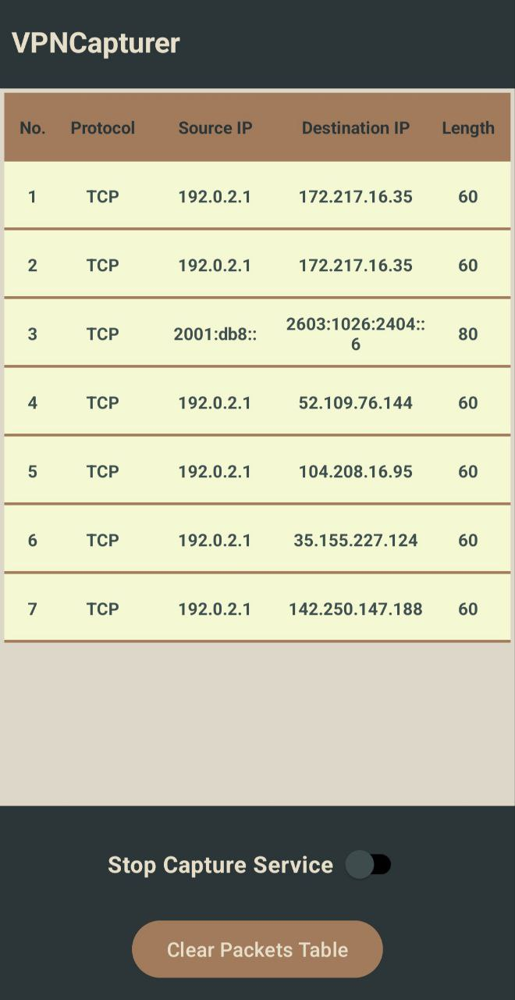 VPNCapturer
No. Protocol Source IP Destination IP Length
1 TCP 192.0.2.1 172.217.16.35 60
2 TCP 192.0.2.1 172.217.16.35 60
3 TCP 2001:db8:: 2603:1026:2404:: 80
6
4 TCP 192.0.2.1 52.109.76.144 60
5 TCP 192.0.2.1 104.208.16.95 60
6 TCP 192.0.2.1 35.155.227.124 60
7 TCP 192.0.2.1 142.250.147.188 60
Stop Capture Service
Clear Packets Table